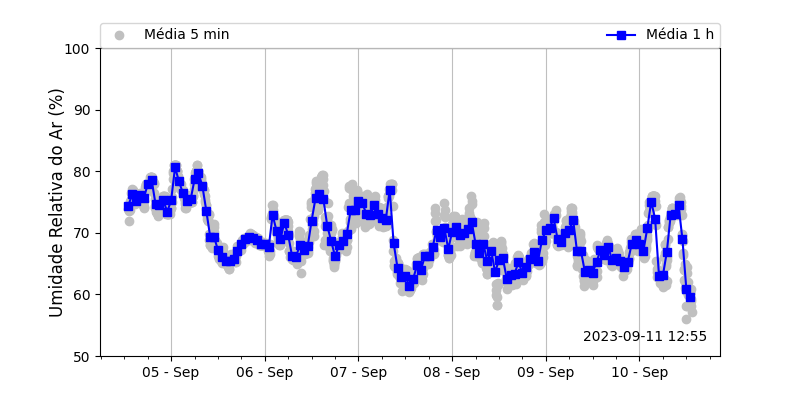 Média 5 min
Média 1 h
100
90
80
70
60
50
Umidade Relativa do Ar (%)
2023-09-11 12:55
05 - Sep
06 - Sep
07 - Sep
08 - Sep
09 - Sep
10 - Sep